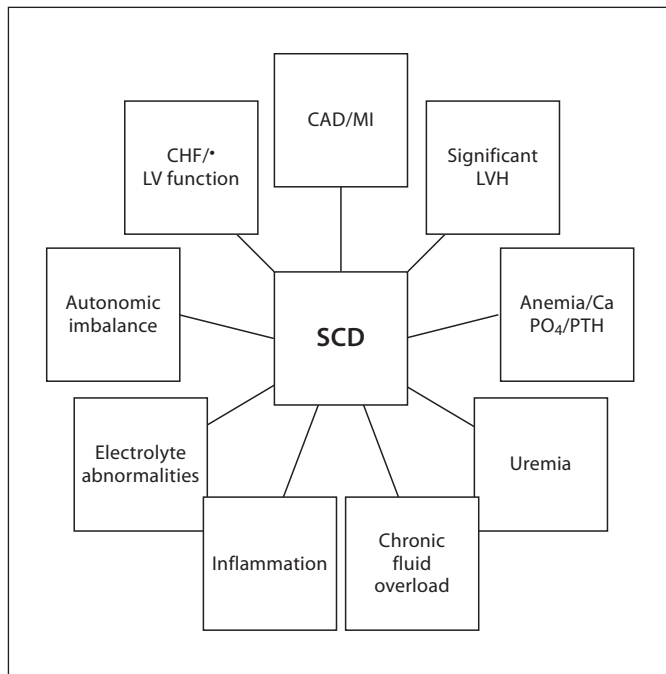 CAD/MI
CHF/•
LV function
Significant
LVH
Autonomic
imbalance
SCD
Anemia/Ca
PO₄/PTH
Electrolyte
abnormalities
Uremia
Inflammation
Chronic
fluid
overload